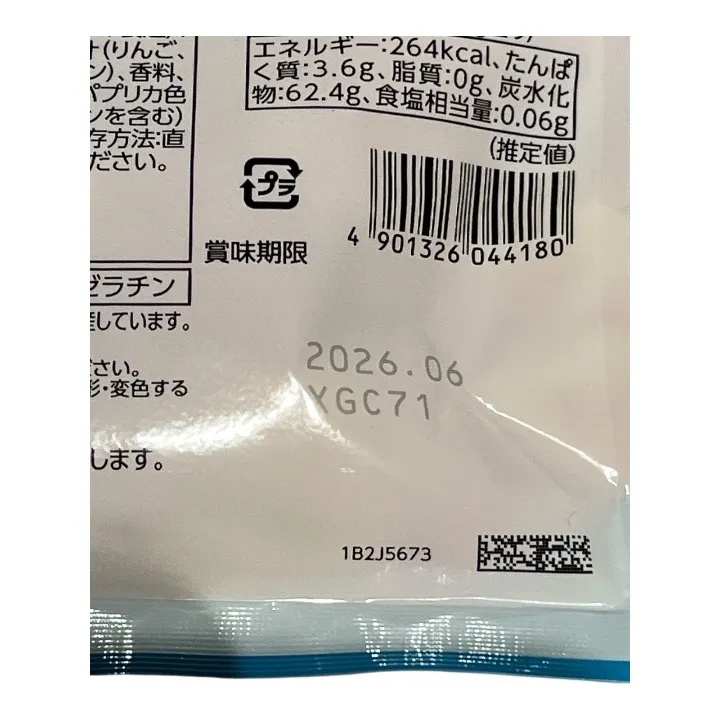 (りんご、
ン)、香料、
パプリカ色
ンを含む)
存方法:直
ださい。
ゼラチン
産しています。
ださい。
形・変色する
します。
エネルギー:264kcal、たんぱ
く質:3.6g、脂質:0g、炭水化
物:62.4g、食塩相当量:0.06g
(推定値)
プラ
賞味期限
4 901326 044180
2026.06
XGC71
1B2J5673